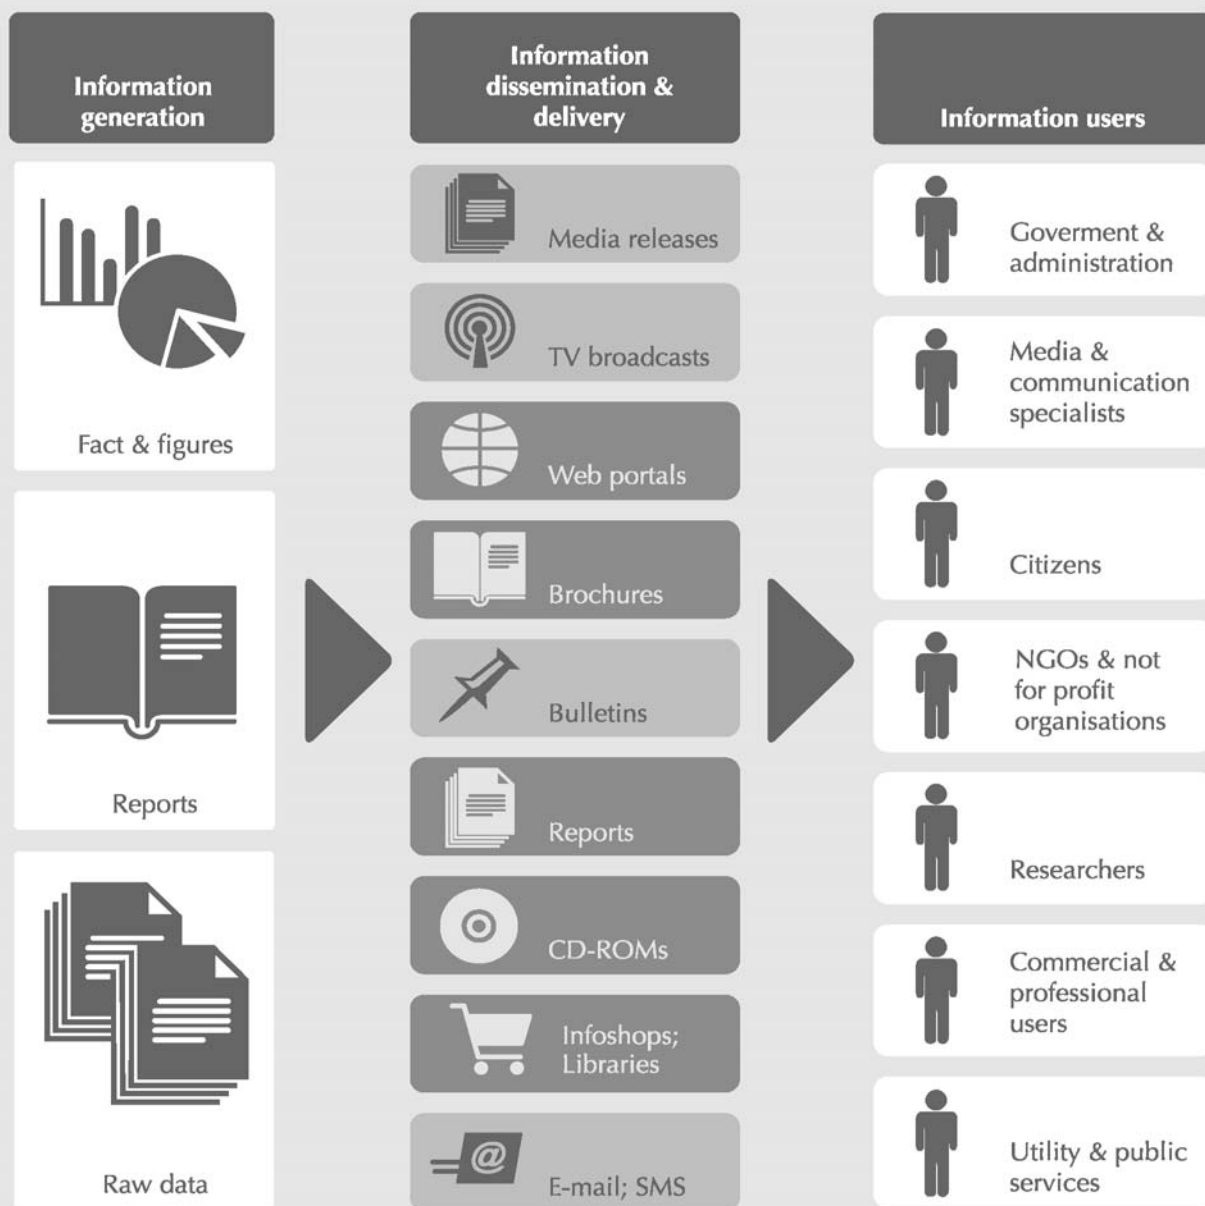 Information
generation
Fact & figures
Reports
Raw data
Information
dissemination &
delivery
Media releases
TV broadcasts
Web portals
Brochures
Bulletins
Reports
CD-ROMs
Infoshops;
Libraries
@
E-mail; SMS
Information users
Goverment &
administration
Media &
communication
specialists
Citizens
NGOs & not
for profit
organisations
Researchers
Commercial &
professional
users
Utility & public
services